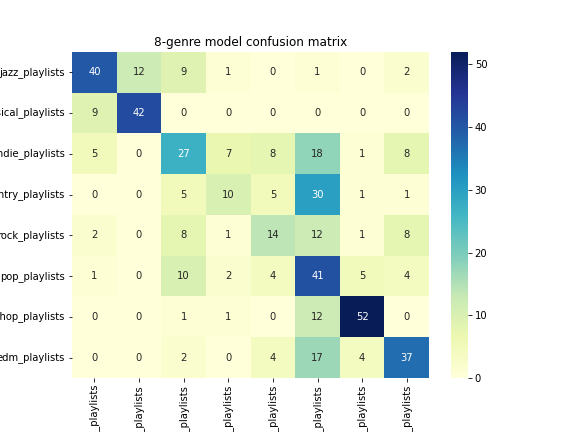 8-genre model confusion matrix
jazz_playlists 40 12 9 1 0 1 0 2
sical_playlists 9 42 0 0 0 0 0 0
ndie_playlists 5 0 27 7 8 18 1 8
ntry_playlists 0 0 5 10 5 30 1 1
rock_playlists 2 0 8 1 14 12 1 8
pop_playlists 1 0 10 2 4 41 5 4
hop_playlists 0 0 1 1 0 12 52 0
edm_playlists 0 0 2 0 4 17 4 37
_playlists _playlists _playlists _playlists _playlists _playlists _playlists _playlists
50
40
30
20
10
0